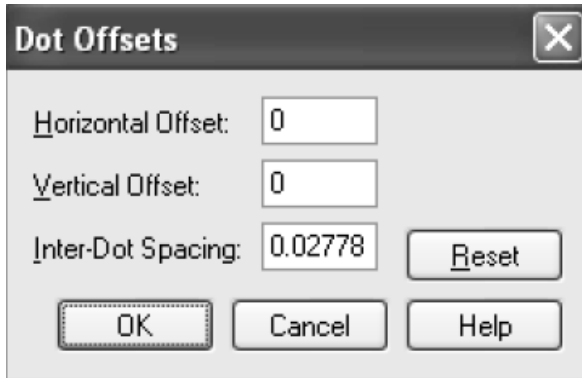 Dot Offsets
Horizontal Offset: 0
Vertical Offset: 0
Inter-Dot Spacing: 0.02778 Reset
OK Cancel Help